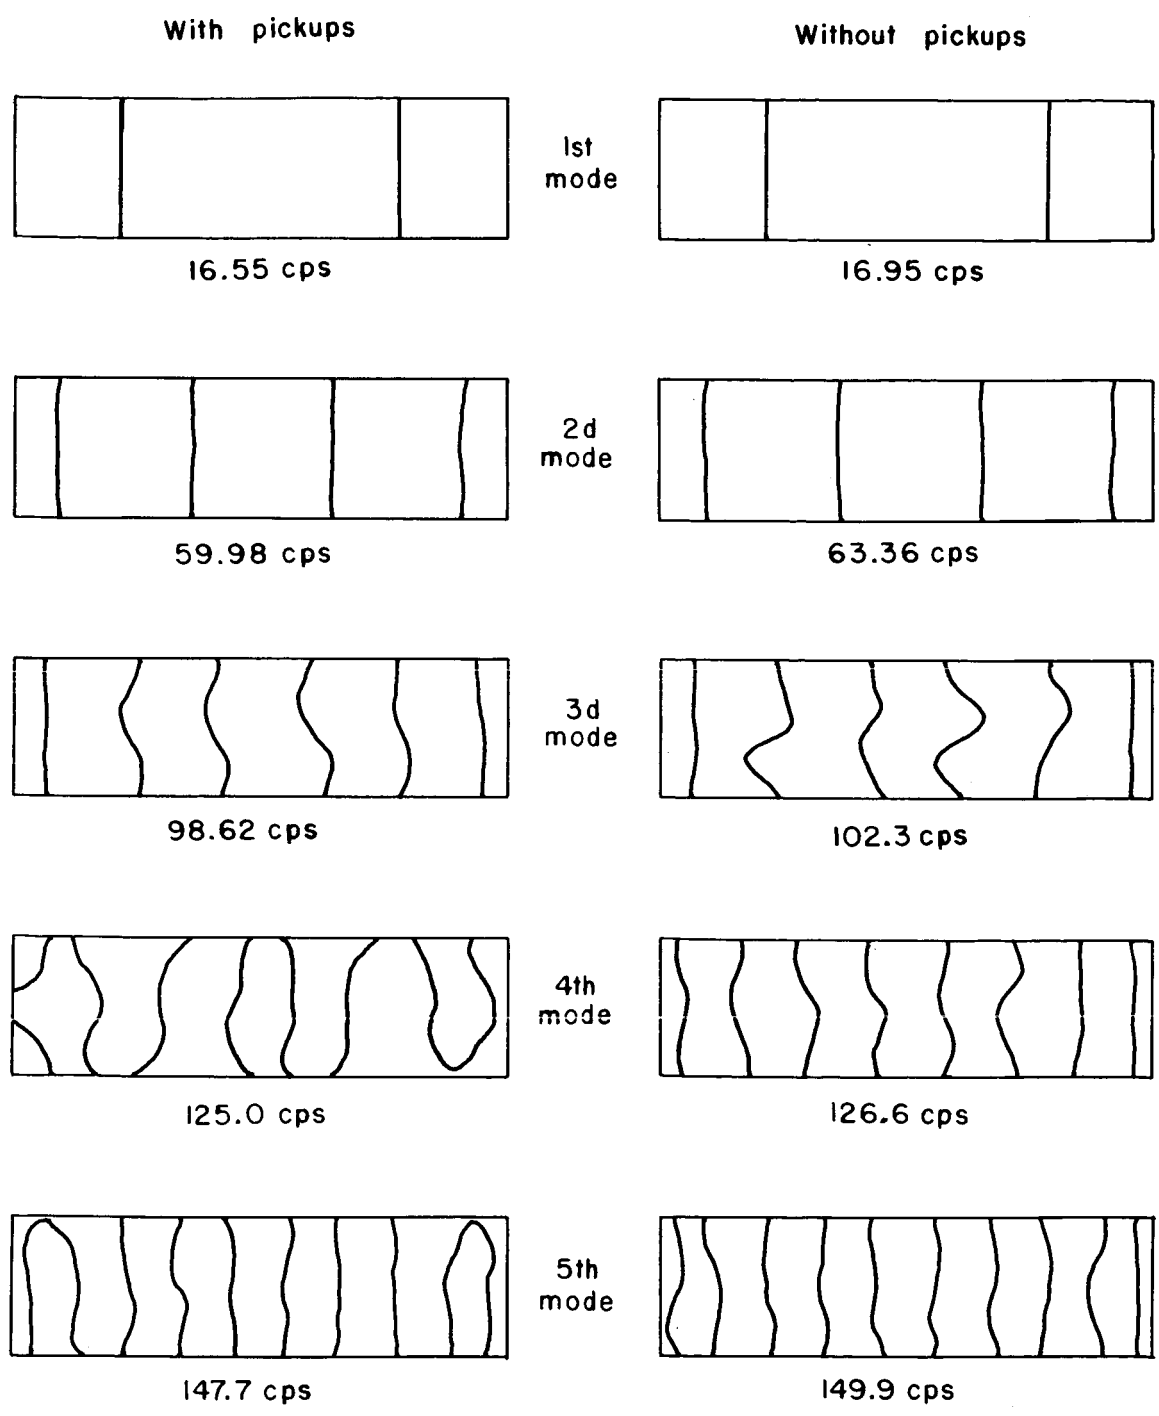 With pickups
Without pickups
1st
mode
16.55 cps
16.95 cps
2d
mode
59.98 cps
63.36 cps
3d
mode
98.62 cps
102.3 cps
4th
mode
125.0 cps
126.6 cps
5th
mode
147.7 cps
149.9 cps